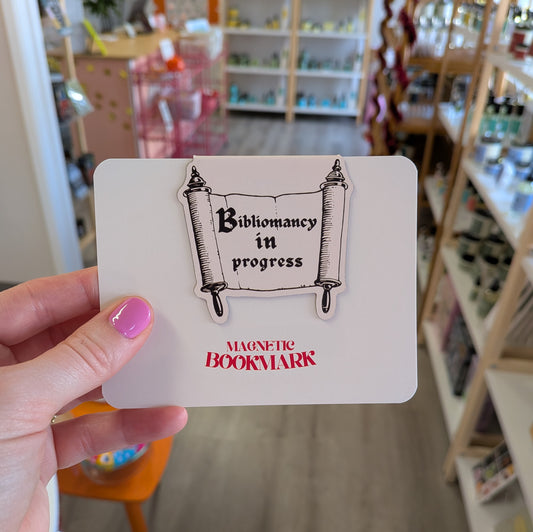 Bibliomancy
in
progress
MAGNETIC
BOOKMARK